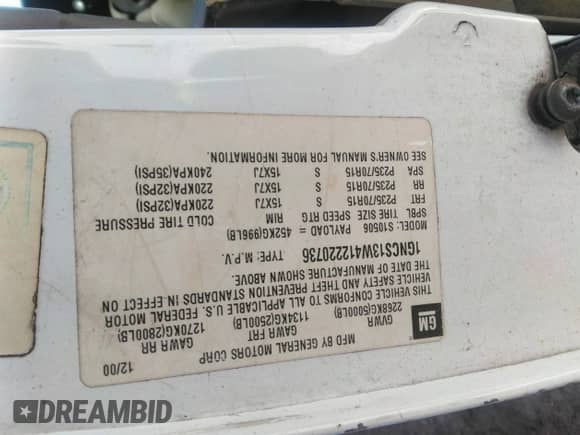 MFD BY GENERAL MOTORS CORP
12/00
GVWR
GAWR FRT
GAWR RR
2268KG(5000LB)
1134KG(2500LB)
1270KG(2800LB)
THIS VEHICLE CONFORMS TO ALL APPLICABLE U.S. FEDERAL MOTOR
VEHICLE SAFETY AND THEFT PREVENTION STANDARDS IN EFFECT ON
THE DATE OF MANUFACTURE SHOWN ABOVE.
1GNCS13W412220736 TYPE: M.P.V.
MODEL: S10506 PAYLOAD = 452KG(996LB)
SPBL TIRE SIZE SPEED RTG RIM COLD TIRE PRESSURE
FRT P235/70R15 S 15X7J 220KPA(32PSI)
RR P235/70R15 S 15X7J 220KPA(32PSI)
SPA P235/70R15 S 15X7J 240KPA(35PSI)
SEE OWNER'S MANUAL FOR MORE INFORMATION.
GM
DREAMBID